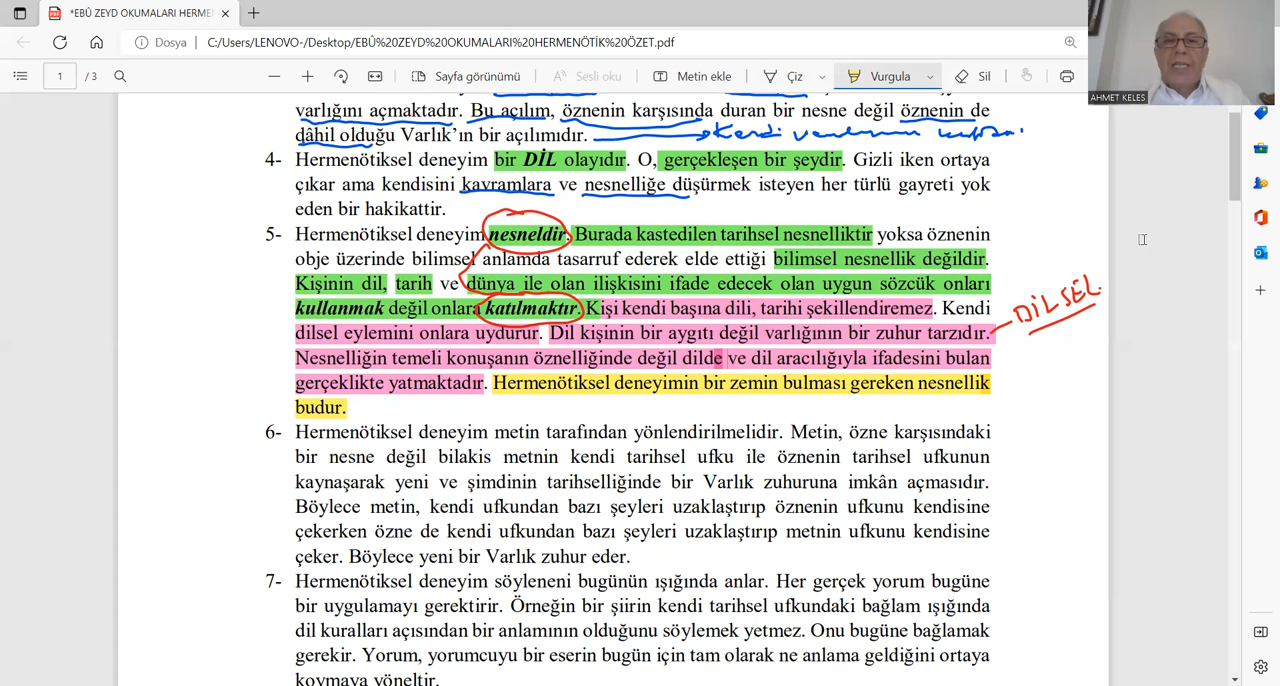 *EBÛ ZEYD OKUMALARI HERME
Dosya
C:/Users/LENOVO-/Desktop/EBÛ%20ZEYD%20OKUMALARI%20HERMENÖTİK%20ÖZET.pdf
1 / 3
Sayfa görünümü
Sesli oku
Metin ekle
Çiz
Vurgula
Sil
AHMET KELES
varlığını açmaktadır. Bu açılım, öznenin karşısında duran bir nesne değil öznenin de
dâhil olduğu Varlık'ın bir açılımıdır. Kendi
4- Hermenötiksel deneyim bir DİL olayıdır. O, gerçekleşen bir şeydir. Gizli iken ortaya
çıkar ama kendisini kavramlara ve nesnelliğe düşürmek isteyen her türlü gayreti yok
eden bir hakikattir.
5- Hermenötiksel deneyim nesneldir. Burada kastedilen tarihsel nesnelliktir yoksa öznenin
obje üzerinde bilimsel anlamda tasarruf ederek elde ettiği bilimsel nesnellik değildir.
Kişinin dil, tarih ve dünya ile olan ilişkisini ifade edecek olan uygun sözcük onları
kullanmak değil onlara katılmaktır. Kişi kendi başına dili, tarihi şekillendiremez. Kendi
DİLSEL
dilsel eylemini onlara uydurur. Dil kişinin bir aygıtı değil varlığının bir zuhur tarzıdır.
Nesnelliğin temeli konuşanın öznelliğinde değil dilde ve dil aracılığıyla ifadesini bulan
gerçeklikte yatmaktadır. Hermenötiksel deneyimin bir zemin bulması gereken nesnellik
budur.
6- Hermenötiksel deneyim metin tarafından yönlendirilmelidir. Metin, özne karşısındaki
bir nesne değil bilakis metnin kendi tarihsel ufku ile öznenin tarihsel ufkunun
kaynaşarak yeni ve şimdinin tarihselliğinde bir Varlık zuhuruna imkân açmasıdır.
Böylece metin, kendi ufkundan bazı şeyleri uzaklaştırıp öznenin ufkunu kendisine
çekerken özne de kendi ufkundan bazı şeyleri uzaklaştırıp metnin ufkunu kendisine
çeker. Böylece yeni bir Varlık zuhur eder.
7- Hermenötiksel deneyim söyleneni bugünün ışığında anlar. Her gerçek yorum bugüne
bir uygulamayı gerektirir. Örneğin bir şiirin kendi tarihsel ufkundaki bağlam ışığında
dil kuralları açısından bir anlamının olduğunu söylemek yetmez. Onu bugüne bağlamak
gerekir. Yorum, yorumcuyu bir eserin bugün için tam olarak ne anlama geldiğini ortaya
koymaya yöneltir.